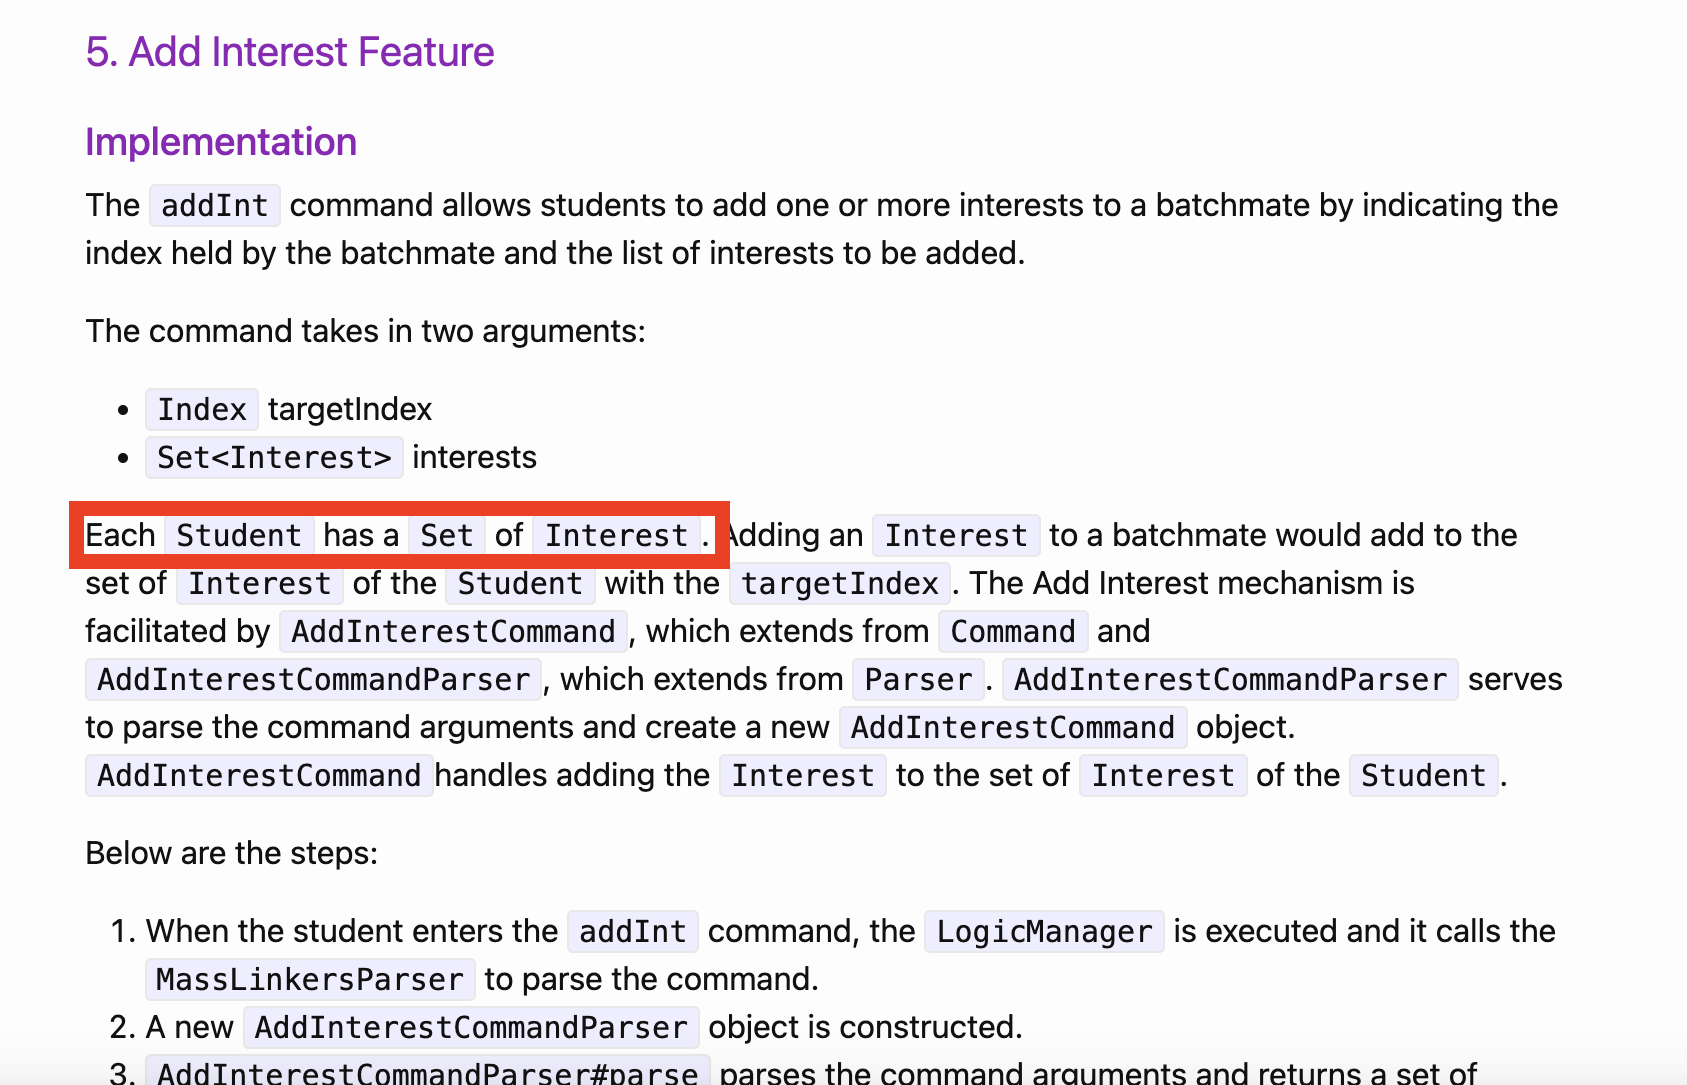 5. Add Interest Feature
Implementation
The addInt command allows students to add one or more interests to a batchmate by indicating the
index held by the batchmate and the list of interests to be added.
The command takes in two arguments:
• Index targetIndex
• Set<Interest> interests
Each Student has a Set of Interest. Adding an Interest to a batchmate would add to the
set of Interest of the Student with the targetIndex. The Add Interest mechanism is
facilitated by AddInterestCommand, which extends from Command and
AddInterestCommandParser, which extends from Parser. AddInterestCommandParser serves
to parse the command arguments and create a new AddInterestCommand object.
AddInterestCommand handles adding the Interest to the set of Interest of the Student.
Below are the steps:
1. When the student enters the addInt command, the LogicManager is executed and it calls the
MassLinkersParser to parse the command.
2. A new AddInterestCommandParser object is constructed.
3. AddInterestCommandParser#parse parses the command arguments and returns a set of